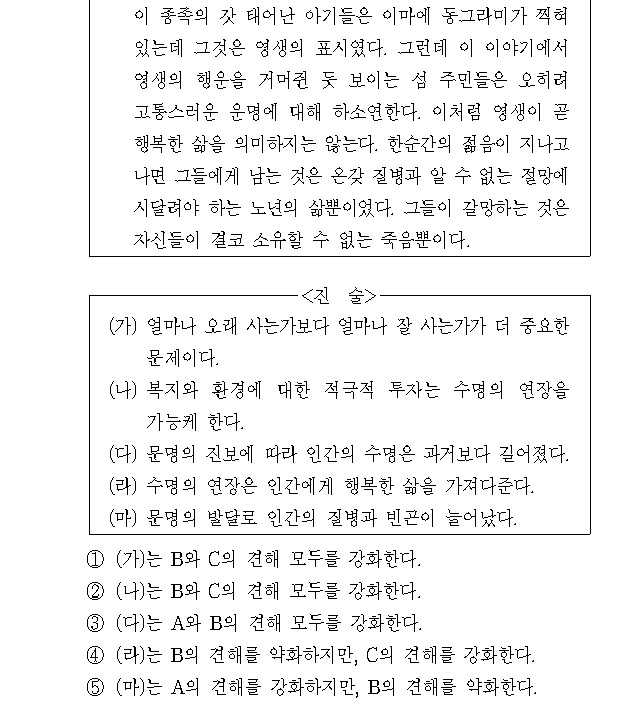 이 종족의 갓 태어난 아기들은 이마에 동그라미가 찍혀
있는데 그것은 영생의 표시였다. 그런데 이 이야기에서
영생의 행운을 거머쥔 듯 보이는 섬 주민들은 오히려
고통스러운 운명에 대해 하소연한다. 이처럼 영생이 곧
행복한 삶을 의미하지는 않는다. 한순간의 젊음이 지나고
나면 그들에게 남는 것은 온갖 질병과 알 수 없는 절망에
시달려야 하는 노년의 삶뿐이었다. 그들이 갈망하는 것은
자신들이 결코 소유할 수 없는 죽음뿐이다.
<진 술>
(가) 얼마나 오래 사는가보다 얼마나 잘 사는가가 더 중요한
문제이다.
(나) 복지와 환경에 대한 적극적 투자는 수명의 연장을
가능케 한다.
(다) 문명의 진보에 따라 인간의 수명은 과거보다 길어졌다.
(라) 수명의 연장은 인간에게 행복한 삶을 가져다준다.
(마) 문명의 발달로 인간의 질병과 빈곤이 늘어났다.
① (가)는 B와 C의 견해 모두를 강화한다.
② (나)는 B와 C의 견해 모두를 강화한다.
③ (다)는 A와 B의 견해 모두를 강화한다.
④ (라)는 B의 견해를 약화하지만, C의 견해를 강화한다.
⑤ (마)는 A의 견해를 강화하지만, B의 견해를 약화한다.